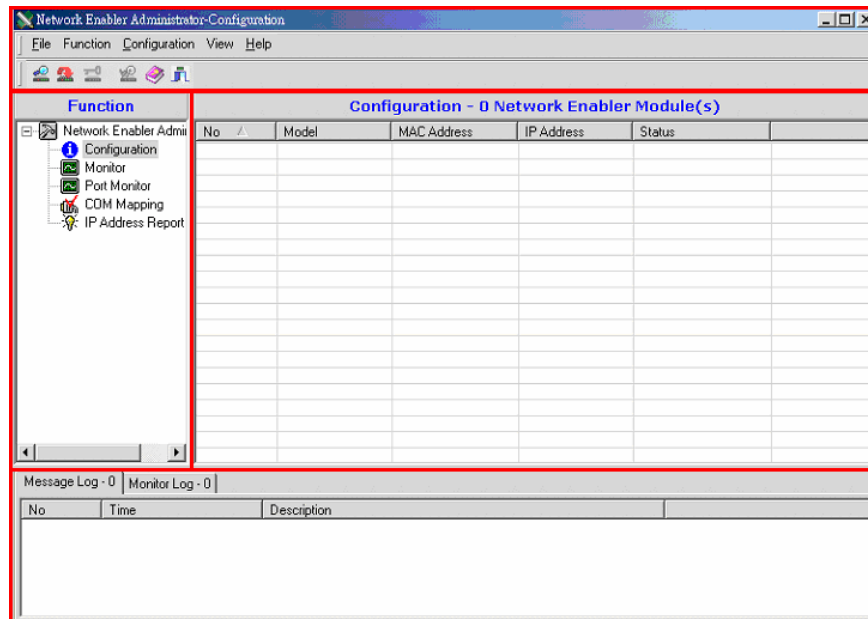 Network Enabler Administrator-Configuration
File Function Configuration View Help
Function
Configuration - 0 Network Enabler Module(s)
Network Enabler Admi
Configuration
Monitor
Port Monitor
COM Mapping
IP Address Report
No Model MAC Address IP Address Status
Message Log - 0 Monitor Log - 0
No Time Description